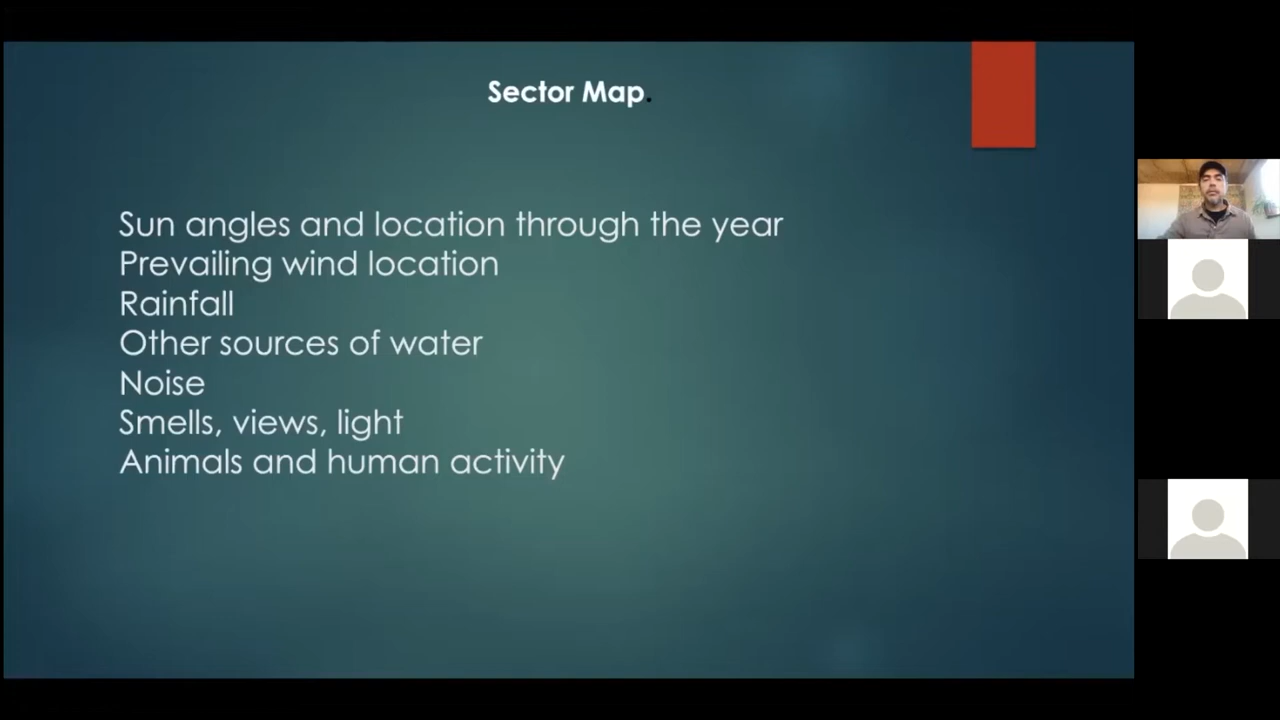 Sector Map.
Sun angles and location through the year
Prevailing wind location
Rainfall
Other sources of water
Noise
Smells, views, light
Animals and human activity